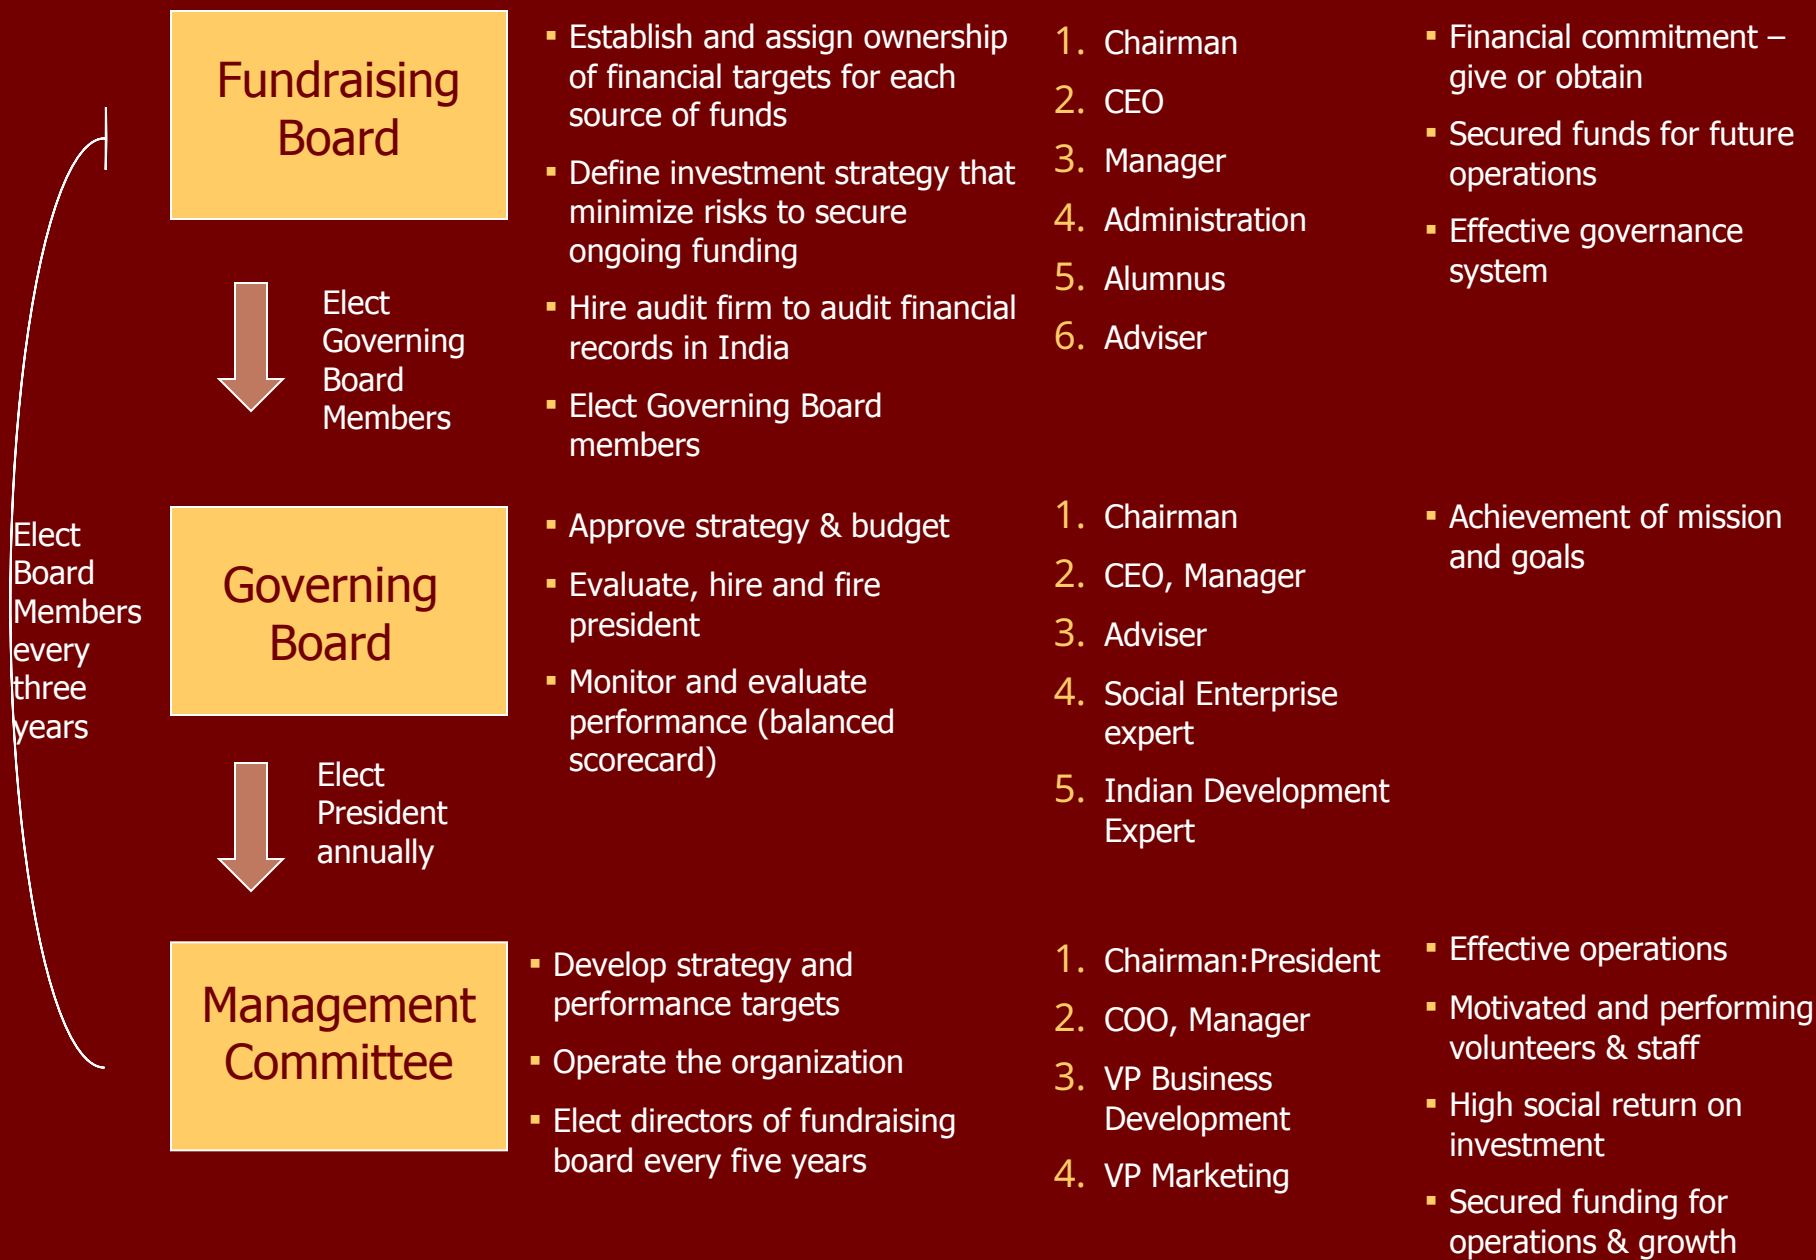 Fundraising
Board
▪ Establish and assign ownership
of financial targets for each
source of funds
▪ Define investment strategy that
minimize risks to secure
ongoing funding
▪ Hire audit firm to audit financial
records in India
▪ Elect Governing Board
members
1. Chairman
2. CEO
3. Manager
4. Administration
5. Alumnus
6. Adviser
▪ Financial commitment –
give or obtain
▪ Secured funds for future
operations
▪ Effective governance
system
Elect
Governing
Board
Members
Elect
Board
Members
every
three
years
Governing
Board
▪ Approve strategy & budget
▪ Evaluate, hire and fire
president
▪ Monitor and evaluate
performance (balanced
scorecard)
1. Chairman
2. CEO, Manager
3. Adviser
4. Social Enterprise
expert
5. Indian Development
Expert
▪ Achievement of mission
and goals
Elect
President
annually
Management
Committee
▪ Develop strategy and
performance targets
▪ Operate the organization
▪ Elect directors of fundraising
board every five years
1. Chairman:President
2. COO, Manager
3. VP Business
Development
4. VP Marketing
▪ Effective operations
▪ Motivated and performing
volunteers & staff
▪ High social return on
investment
▪ Secured funding for
operations & growth